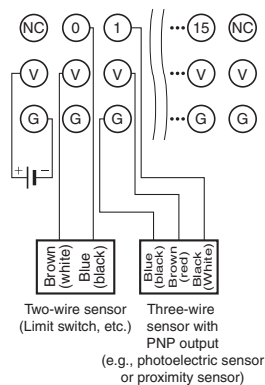 NC 0 1 ••• 15 NC
V V V ••• V V
G G G ••• G G
+ −
Brown
(white)
Blue
(black)
Blue
(black)
Brown
(red)
Black
(White)
Two-wire sensor
(Limit switch, etc.)
Three-wire
sensor with
PNP output
(e.g., photoelectric sensor
or proximity sensor)